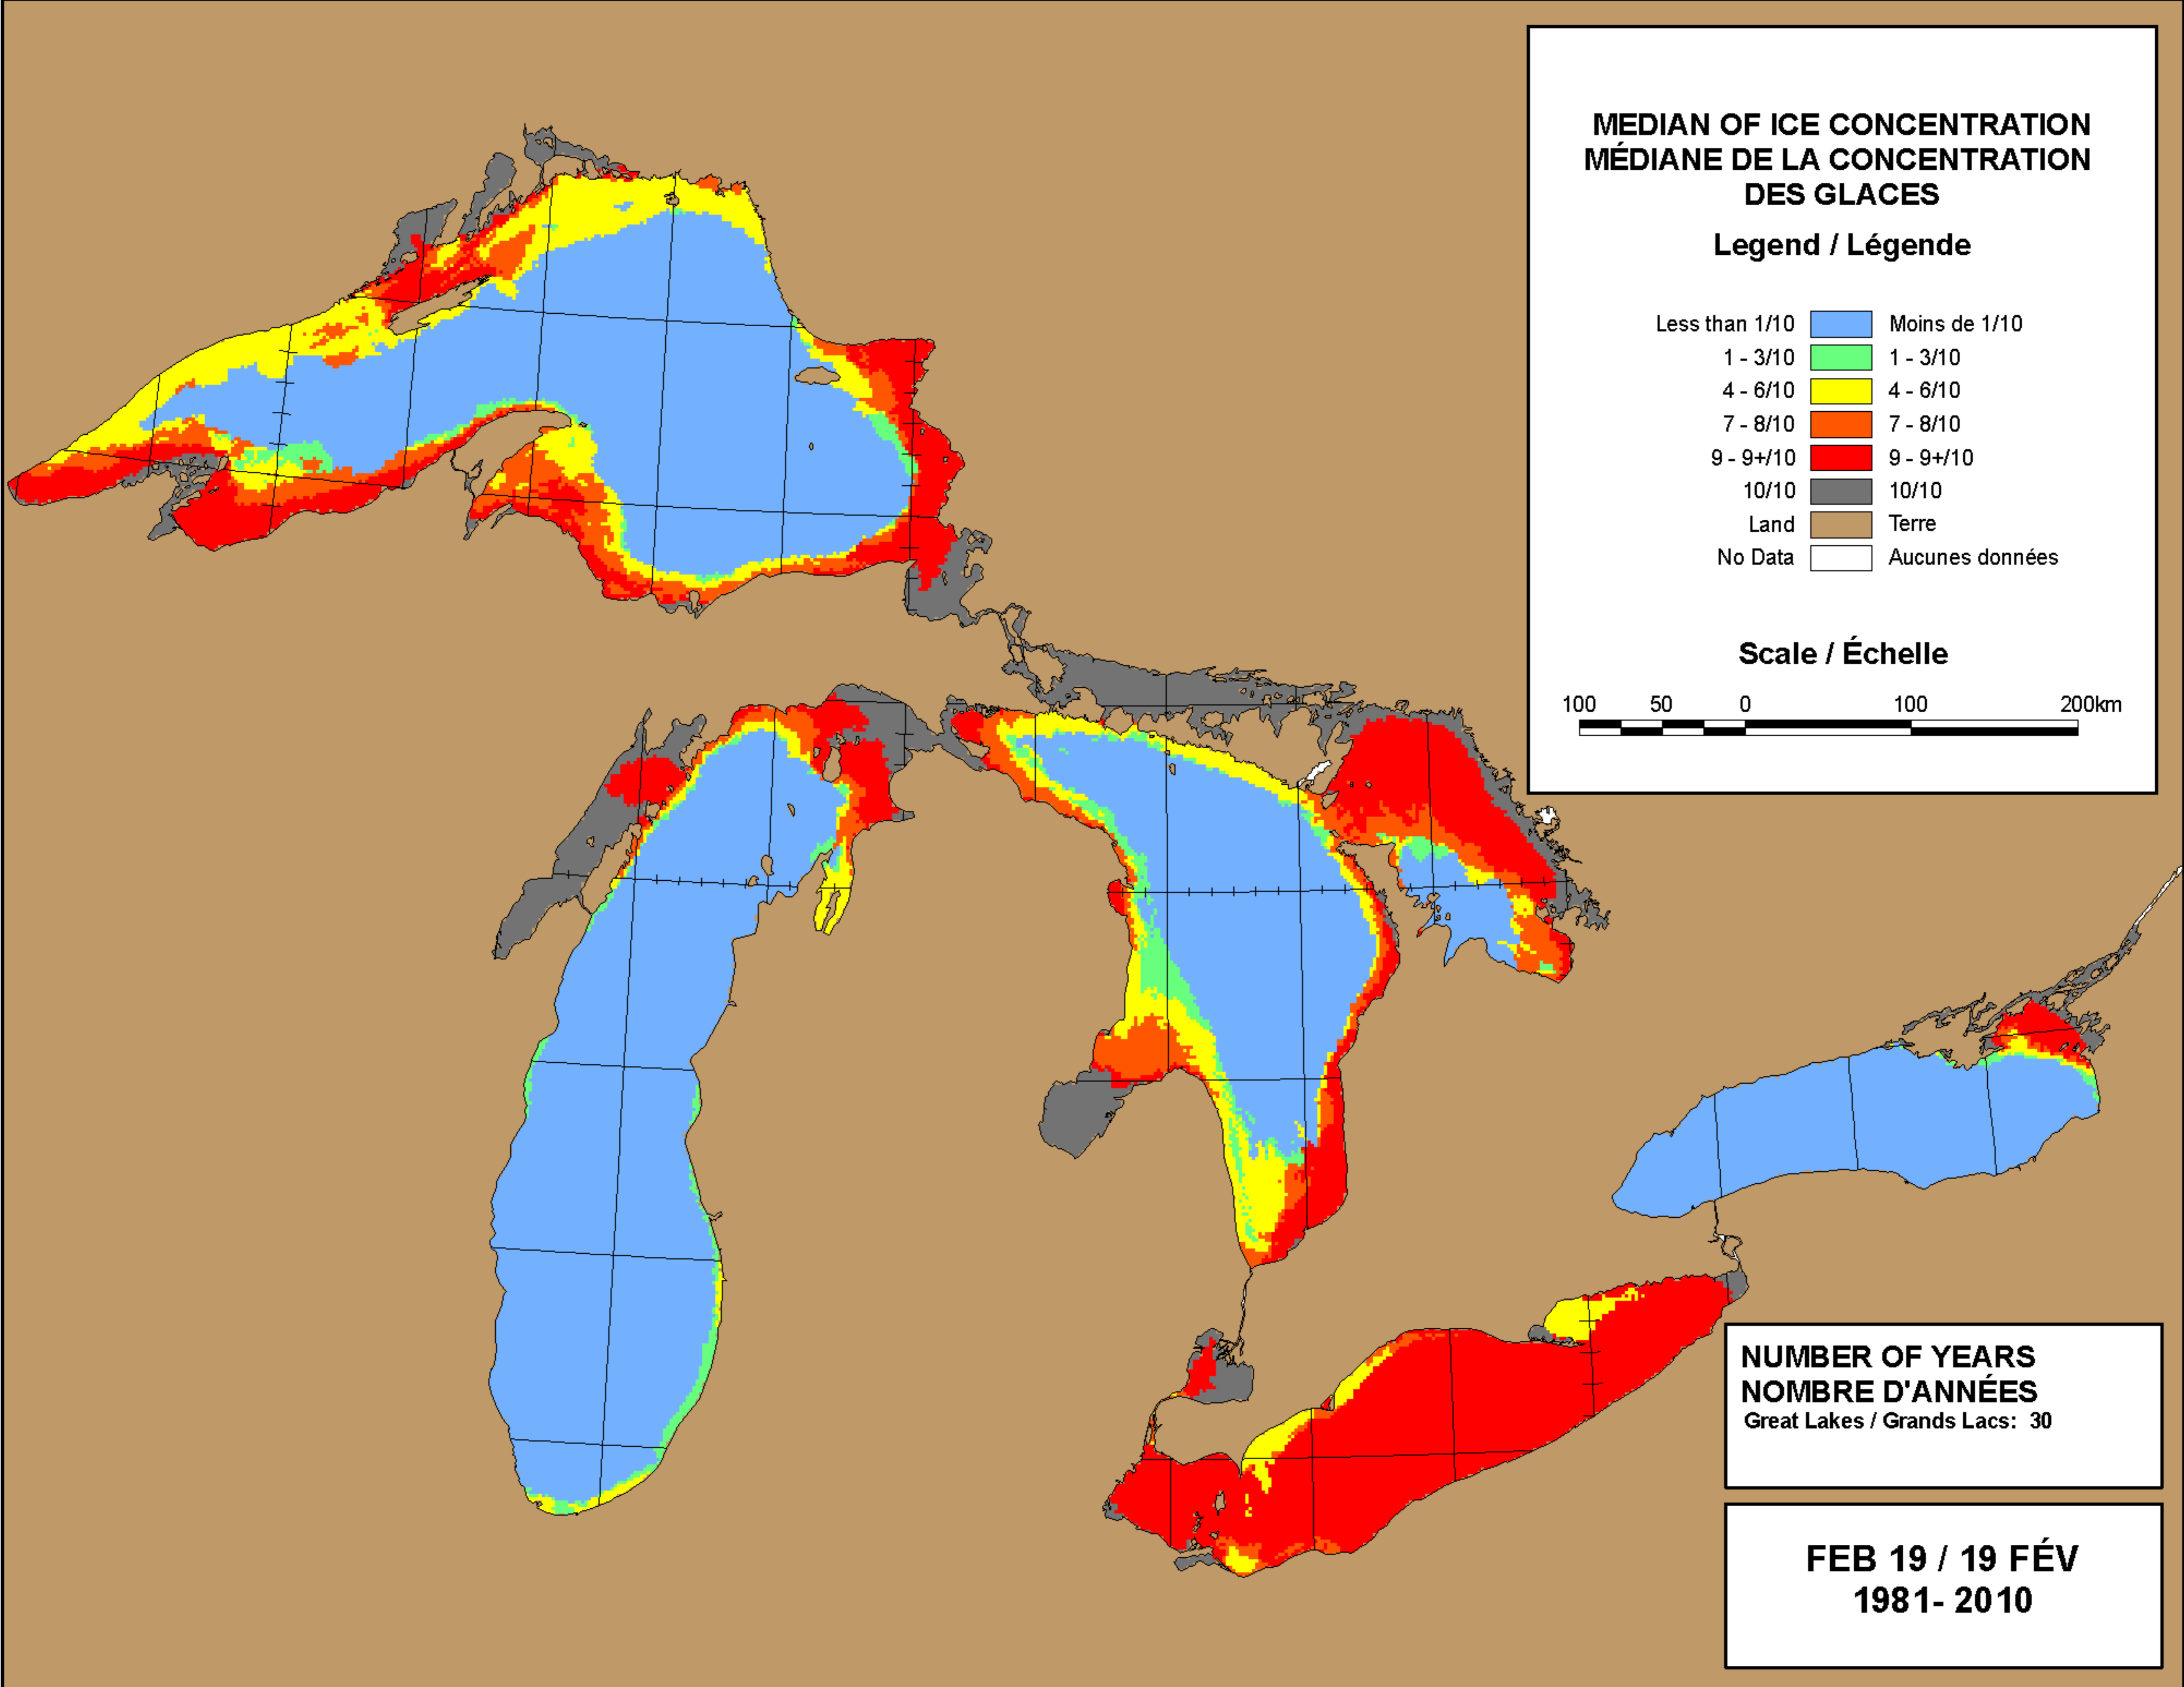 MEDIAN OF ICE CONCENTRATION
MÉDIANE DE LA CONCENTRATION
DES GLACES
Legend / Légende
Less than 1/10 Moins de 1/10
1 - 3/10 1 - 3/10
4 - 6/10 4 - 6/10
7 - 8/10 7 - 8/10
9 - 9+/10 9 - 9+/10
10/10 10/10
Land Terre
No Data Aucunes données
Scale / Échelle
100 50 0 100 200km
NUMBER OF YEARS
NOMBRE D'ANNÉES
Great Lakes / Grands Lacs: 30
FEB 19 / 19 FÉV
1981- 2010